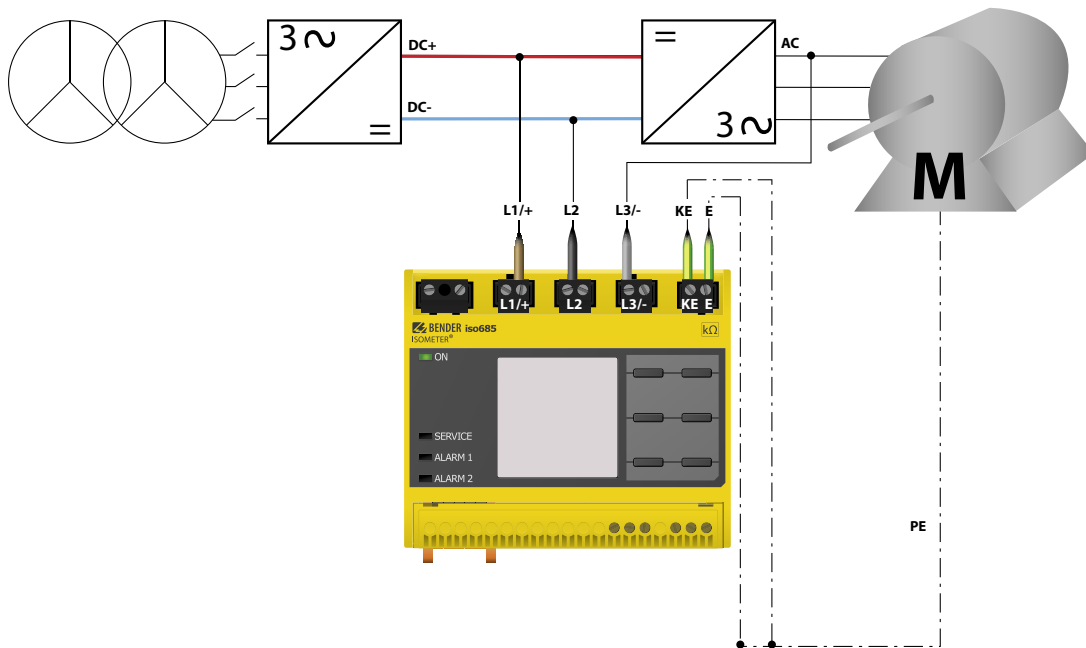 3
DC+
DC-
3
AC
M
L1/+
L2
L3/-
KE
E
L1/+
L2
L3/-
KE E
BENDER iso685
ISOMETER®
kΩ
ON
SERVICE
ALARM 1
ALARM 2
PE